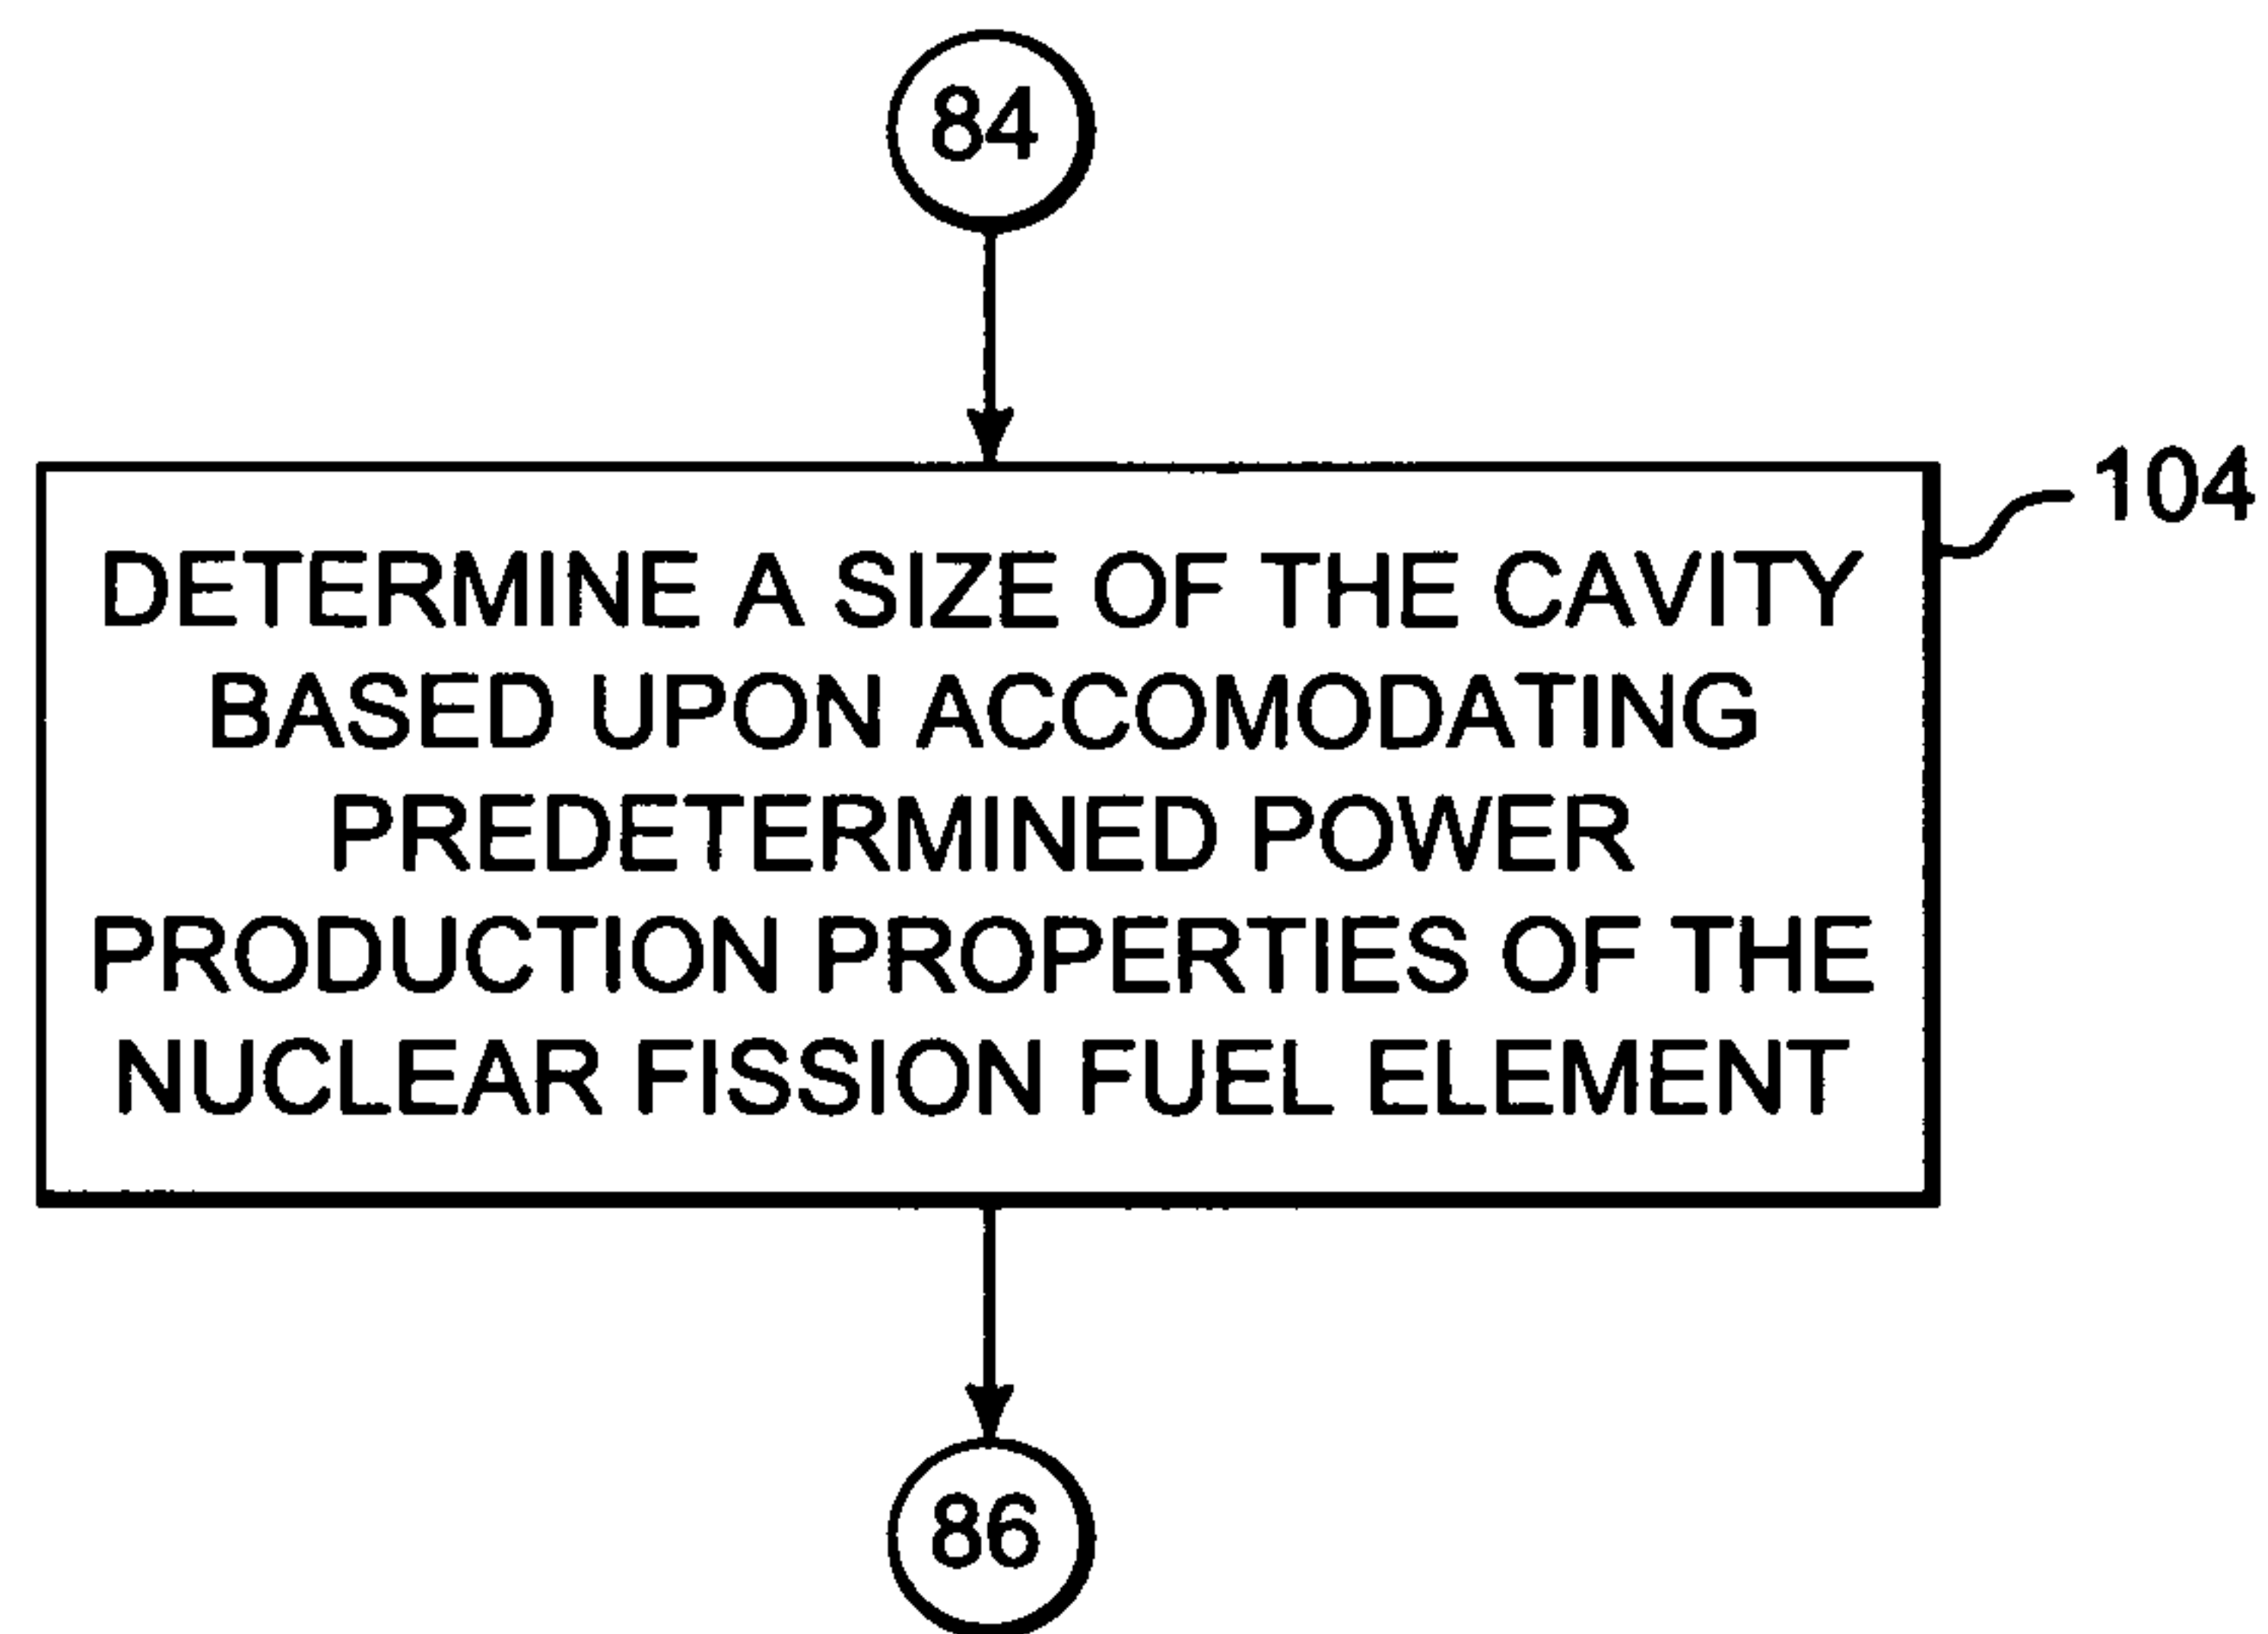 84
104
DETERMINE A SIZE OF THE CAVITY
BASED UPON ACCOMODATING
PREDETERMINED POWER
PRODUCTION PROPERTIES OF THE
NUCLEAR FISSION FUEL ELEMENT
86